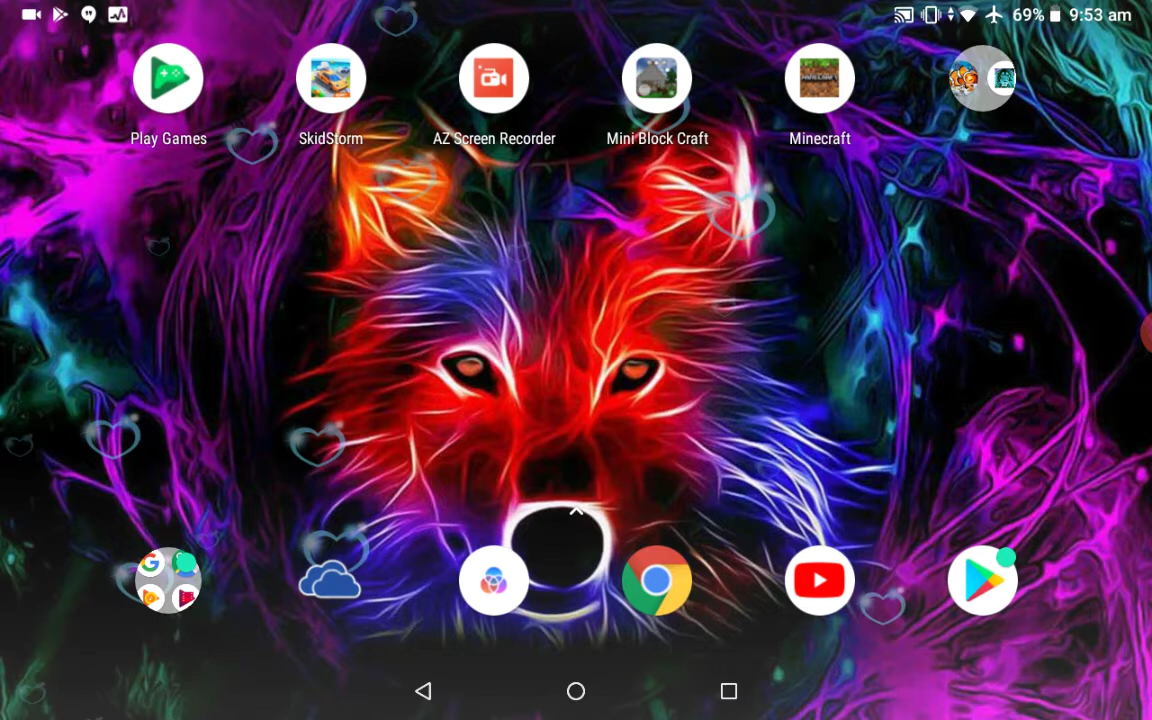 69% 9:53 am
Play Games SkidStorm AZ Screen Recorder Mini Block Craft Minecraft